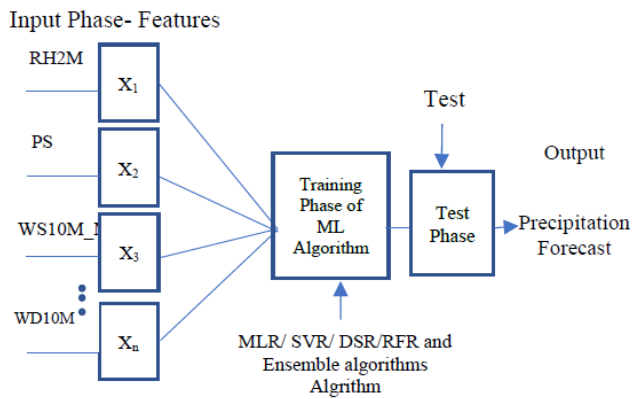 Input Phase- Features
RH2M
X1
PS
X2
WS10M_
X3
WD10M
Xn
Training
Phase of
ML
Algorithm
MLR/ SVR/ DSR/RFR and
Ensemble algorithms
Algrithm
Test
Test
Phase
Output
Precipitation
Forecast